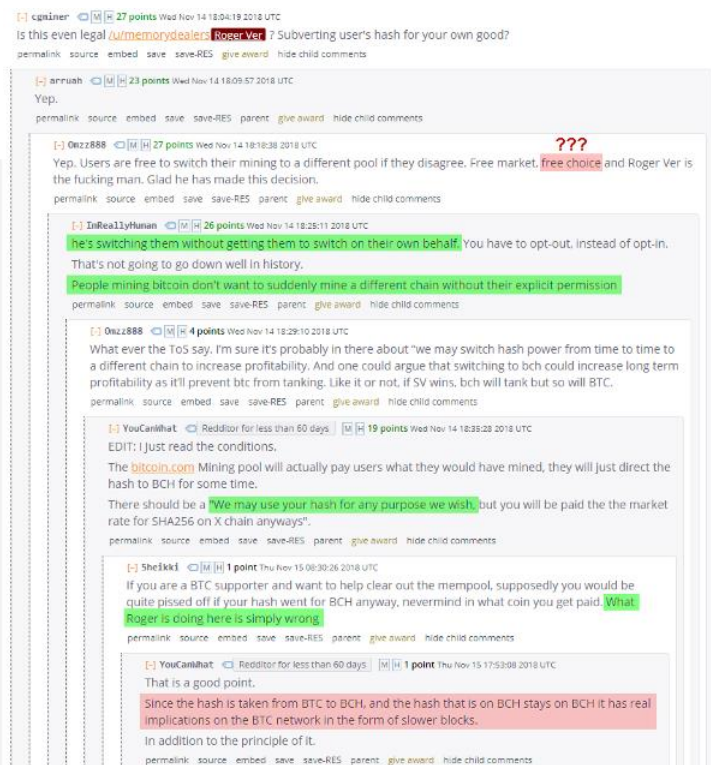 [-] cgminer M H 27 points Wed Nov 14 18:04:19 2018 UTC
Is this even legal /u/memorydealers Roger Ver ? Subverting user's hash for your own good?
permalink source embed save save-RES give award hide child comments
[-] arruah M H 23 points Wed Nov 14 18:09:57 2018 UTC
Yep.
permalink source embed save save-RES parent give award hide child comments
???
[-] 0mzz888 M H 27 points Wed Nov 14 18:18:38 2018 UTC
Yep. Users are free to switch their mining to a different pool if they disagree. Free market, free choice and Roger Ver is
the fucking man. Glad he has made this decision.
permalink source embed save save-RES parent give award hide child comments
[-] ImReallyHuman M H 26 points Wed Nov 14 18:25:11 2018 UTC
he's switching them without getting them to switch on their own behalf. You have to opt-out, instead of opt-in.
That's not going to go down well in history.
People mining bitcoin don't want to suddenly mine a different chain without their explicit permission
permalink source embed save save-RES parent give award hide child comments
[-] 0mzz888 M H 4 points Wed Nov 14 18:29:10 2018 UTC
What ever the ToS say. I'm sure it's probably in there about "we may switch hash power from time to time to
a different chain to increase profitability. And one could argue that switching to bch could increase long term
profitability as it'll prevent btc from tanking. Like it or not, if SV wins, bch will tank but so will BTC.
permalink source embed save save-RES parent give award hide child comments
[-] YouCanWhat Redditor for less than 60 days M H 19 points Wed Nov 14 18:35:28 2018 UTC
EDIT: I just read the conditions.
The bitcoin.com Mining pool will actually pay users what they would have mined, they will just direct the
hash to BCH for some time.
There should be a "We may use your hash for any purpose we wish, but you will be paid the the market
rate for SHA256 on X chain anyways".
permalink source embed save save-RES parent give award hide child comments
[-] Sheikki M H 1 point Thu Nov 15 08:30:26 2018 UTC
If you are a BTC supporter and want to help clear out the mempool, supposedly you would be
quite pissed off if your hash went for BCH anyway, nevermind in what coin you get paid. What
Roger is doing here is simply wrong
permalink source embed save save-RES parent give award hide child comments
[-] YouCanWhat Redditor for less than 60 days M H 1 point Thu Nov 15 17:53:08 2018 UTC
That is a good point.
Since the hash is taken from BTC to BCH, and the hash that is on BCH stays on BCH it has real
implications on the BTC network in the form of slower blocks.
In addition to the principle of it.
permalink source embed save save-RES parent give award hide child comments